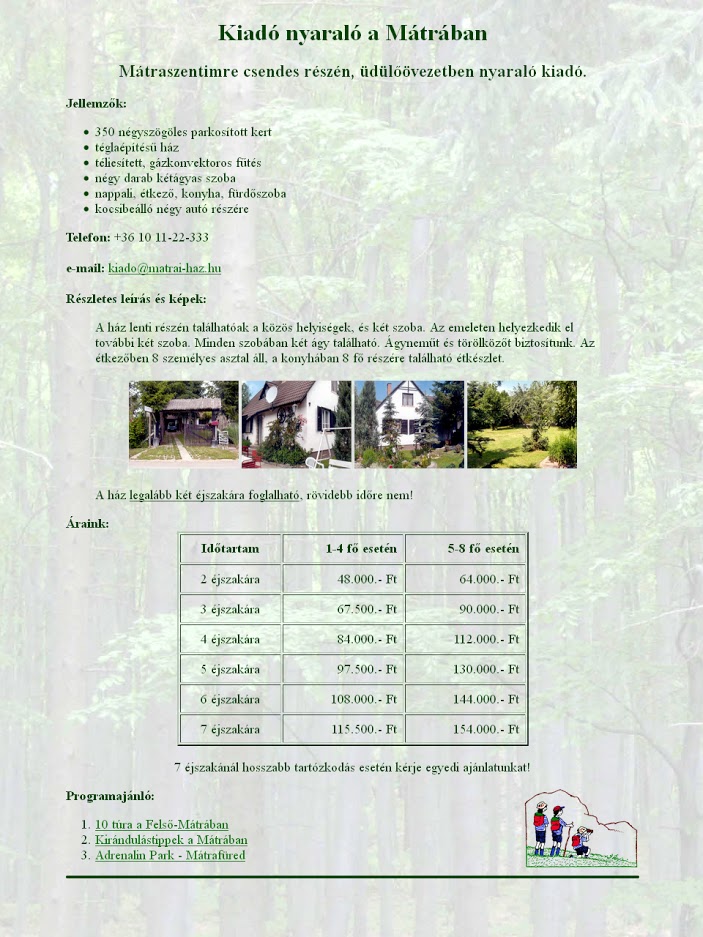 Kiadó nyaraló a Mátrában
Mátraszentimre csendes részén, üdülőövezetben nyaraló kiadó.
Jellemzők:
350 négyszögöles parkosított kert
téglaépítésű ház
téliesített, gázkonvektoros fűtés
négy darab kétágyas szoba
nappali, étkező, konyha, fürdőszoba
kocsibeálló négy autó részére
Telefon: +36 10 11-22-333
e-mail: kiado@matrai-haz.hu
Részletes leírás és képek:
A ház lenti részén találhatóak a közös helyiségek, és két szoba. Az emeleten helyezkedik el
további két szoba. Minden szobában két ágy található. Ágyneműt és törölközőt biztosítunk. Az
étkezőben 8 személyes asztal áll, a konyhában 8 fő részére található étkészlet.
A ház legalább két éjszakára foglalható, rövidebb időre nem!
Áraink:
Időtartam 1-4 fő esetén 5-8 fő esetén
2 éjszakára 48.000.- Ft 64.000.- Ft
3 éjszakára 67.500.- Ft 90.000.- Ft
4 éjszakára 84.000.- Ft 112.000.- Ft
5 éjszakára 97.500.- Ft 130.000.- Ft
6 éjszakára 108.000.- Ft 144.000.- Ft
7 éjszakára 115.500.- Ft 154.000.- Ft
7 éjszakánál hosszabb tartózkodás esetén kérje egyedi ajánlatunkat!
Programajánló:
1. 10 túra a Felső-Mátrában
2. Kirándulástippek a Mátrában
3. Adrenalin Park - Mátrafüred